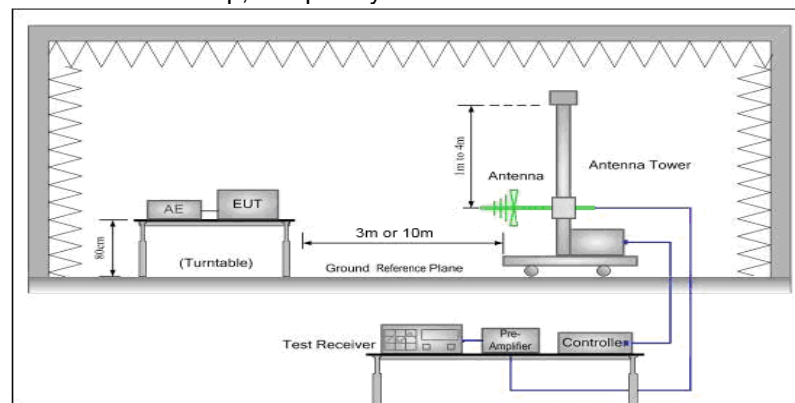 1m to 4m
Antenna
Antenna Tower
AE
EUT
80cm
3m or 10m
(Turntable)
Ground Reference Plane
Test Receiver
Pre-
Amplifier
Controller